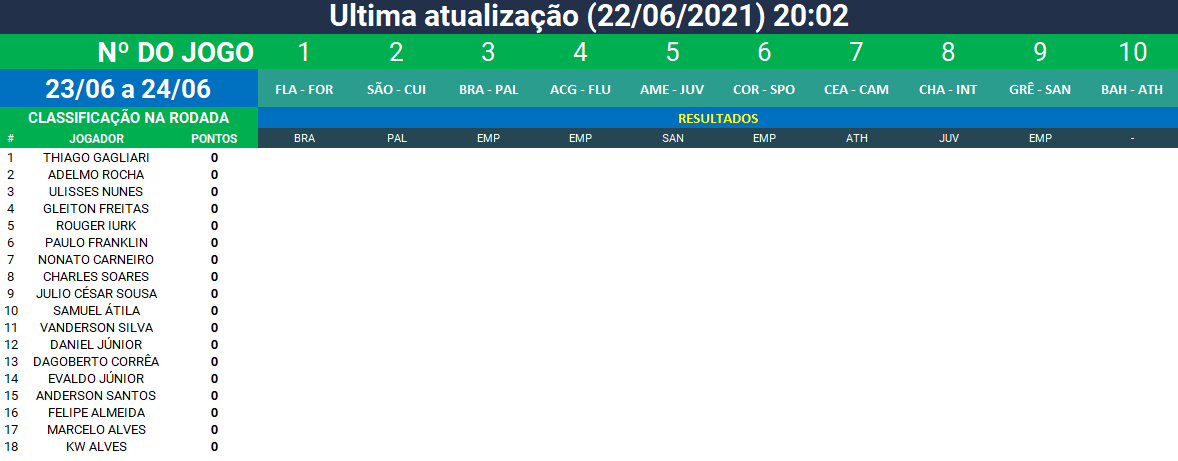 Ultima atualização (22/06/2021) 20:02
Nº DO JOGO 1 2 3 4 5 6 7 8 9 10
23/06 a 24/06 FLA - FOR SÃO - CUI BRA - PAL ACG - FLU AME - JUV COR - SPO CEA - CAM CHA - INT GRÊ - SAN BAH - ATH
CLASSIFICAÇÃO NA RODADA RESULTADOS
# JOGADOR PONTOS BRA PAL EMP EMP SAN EMP ATH JUV EMP -
1 THIAGO GAGLIARI 0
2 ADELMO ROCHA 0
3 ULISSES NUNES 0
4 GLEITON FREITAS 0
5 ROUGER IURK 0
6 PAULO FRANKLIN 0
7 NONATO CARNEIRO 0
8 CHARLES SOARES 0
9 JULIO CÉSAR SOUSA 0
10 SAMUEL ÁTILA 0
11 VANDERSON SILVA 0
12 DANIEL JÚNIOR 0
13 DAGOBERTO CORRÊA 0
14 EVALDO JÚNIOR 0
15 ANDERSON SANTOS 0
16 FELIPE ALMEIDA 0
17 MARCELO ALVES 0
18 KW ALVES 0